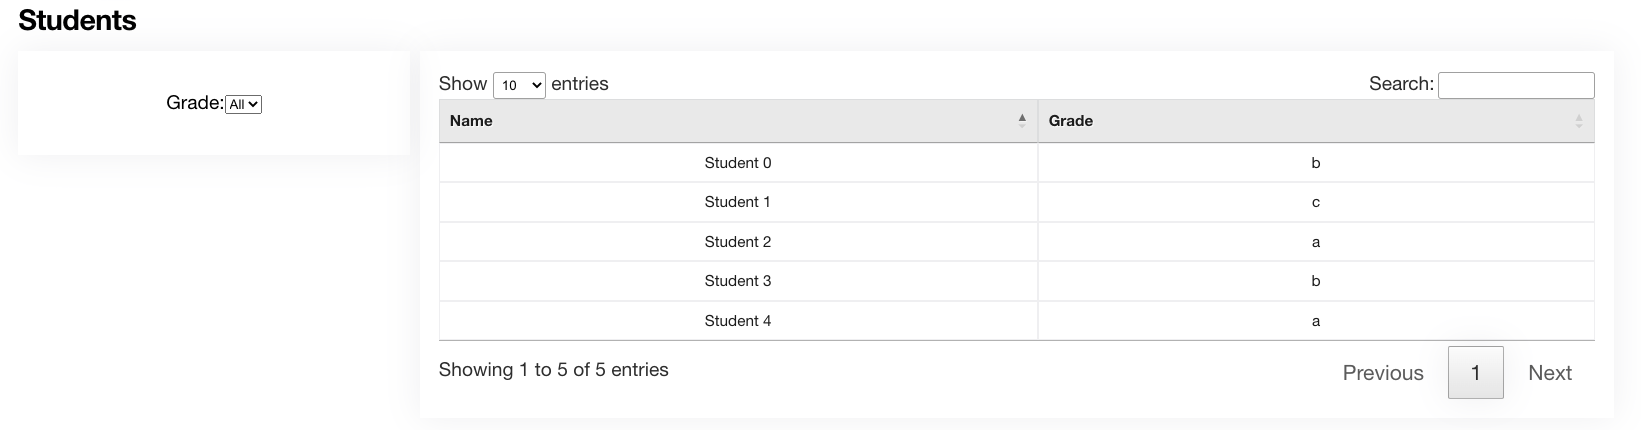 Students
Grade: All
Show 10 entries
Search:
Name Grade
Student 0 b
Student 1 c
Student 2 a
Student 3 b
Student 4 a
Showing 1 to 5 of 5 entries
Previous 1 Next